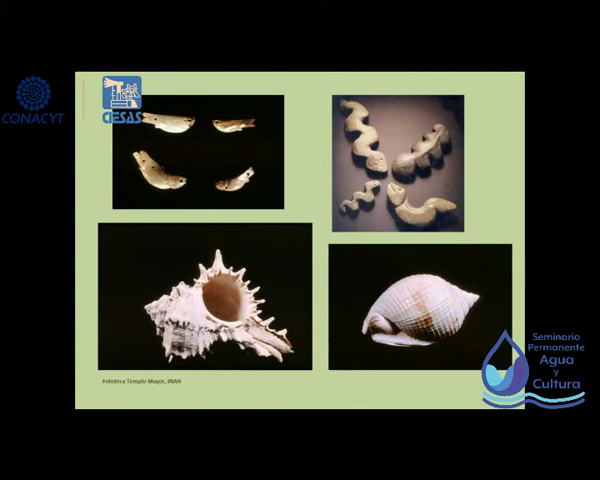 CONACYT
CIESAS
Fototeca Templo Mayor, INAH
Seminario
Permanente
Agua
y
Cultura